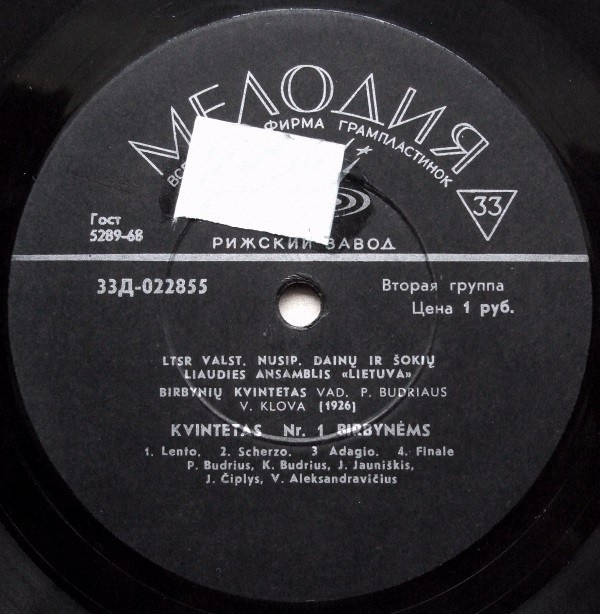 МЕЛОДИЯ
ФИРМА ГРАМПЛАСТИНОК
33
Гост
5289-68
РИЖСКИЙ ЗАВОД
33Д-022855
Вторая группа
Цена 1 руб.
LTSR VALST. NUSIP. DAINŲ IR ŠOKIŲ
LIAUDIES ANSAMBLIS «LIETUVA»
BIRBYNIŲ KVINTETAS VAD. P. BUDRIAUS
V. KLOVA [1926]
KVINTETAS Nr. 1 BIRBYNĖMS
1. Lento. 2. Scherzo. 3 Adagio. 4. Finale
P. Budrius, K. Budrius, J. Jauniškis,
J. Čiplys, V. Aleksandravičius